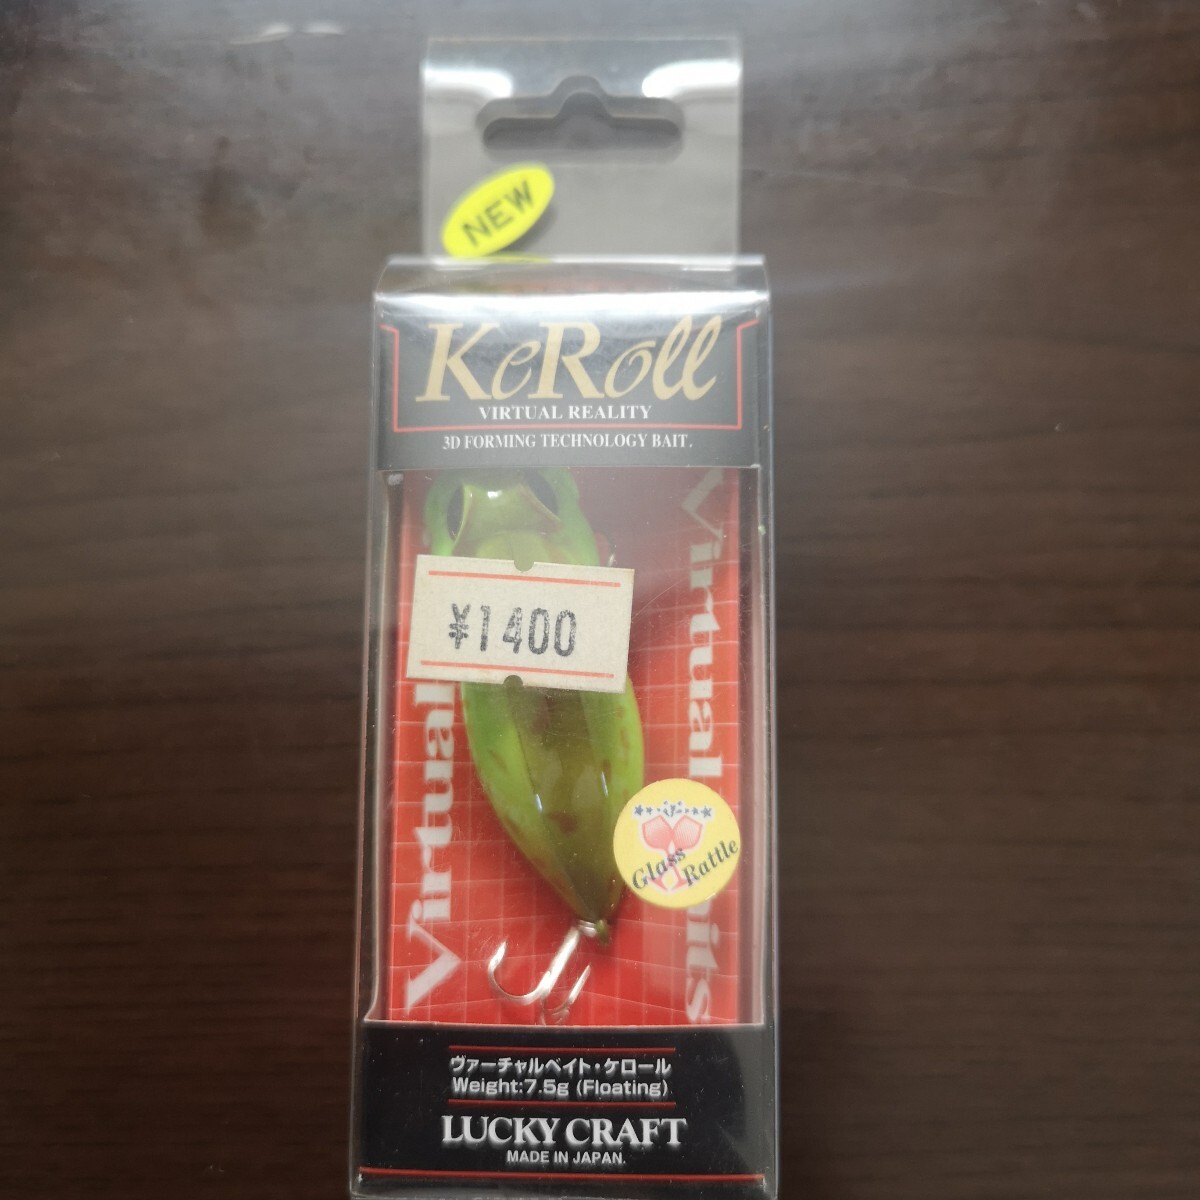 NEW
KeRoll
VIRTUAL REALITY
3D FORMING TECHNOLOGY BAIT.
¥1400
Virtual
Virtual
Glass Rattle
ヴァーチャルベイト・ケロール
Weight:7.5g (Floating)
LUCKY CRAFT
MADE IN JAPAN.